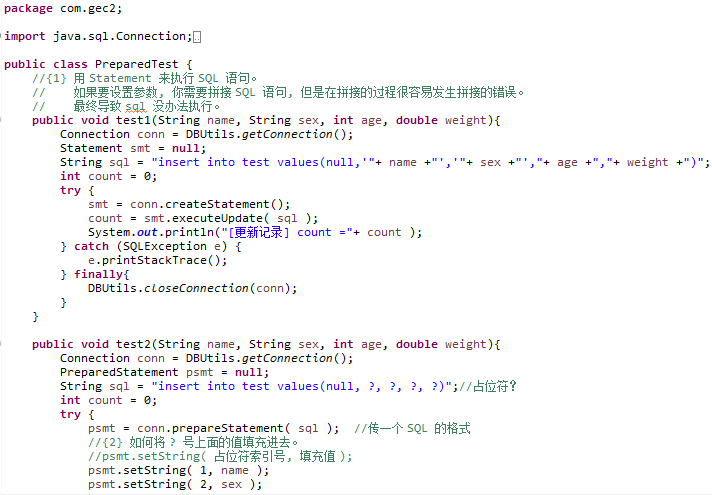 package com.gec2;
import java.sql.Connection;
public class PreparedTest {
//{1} 用 Statement 来执行 SQL 语句。
// 如果要设置参数, 你需要拼接 SQL 语句, 但是在拼接的过程很容易发生拼接的错误。
// 最终导致 sql 没办法执行。
public void test1(String name, String sex, int age, double weight){
Connection conn = DBUtils.getConnection();
Statement smt = null;
String sql = "insert into test values(null,'"+ name +"','"+ sex +"',"+ age +","+ weight +")";
int count = 0;
try {
smt = conn.createStatement();
count = smt.executeUpdate( sql );
System.out.println("[更新记录] count ="+ count );
} catch (SQLException e) {
e.printStackTrace();
} finally{
DBUtils.closeConnection(conn);
}
}
public void test2(String name, String sex, int age, double weight){
Connection conn = DBUtils.getConnection();
PreparedStatement psmt = null;
String sql = "insert into test values(null, ?, ?, ?, ?)";//占位符?
int count = 0;
try {
psmt = conn.prepareStatement( sql ); //传一个 SQL 的格式
//{2} 如何将 ? 号上面的值填充进去。
//psmt.setString( 占位符索引号, 填充值 );
psmt.setString( 1, name );
psmt.setString( 2, sex );